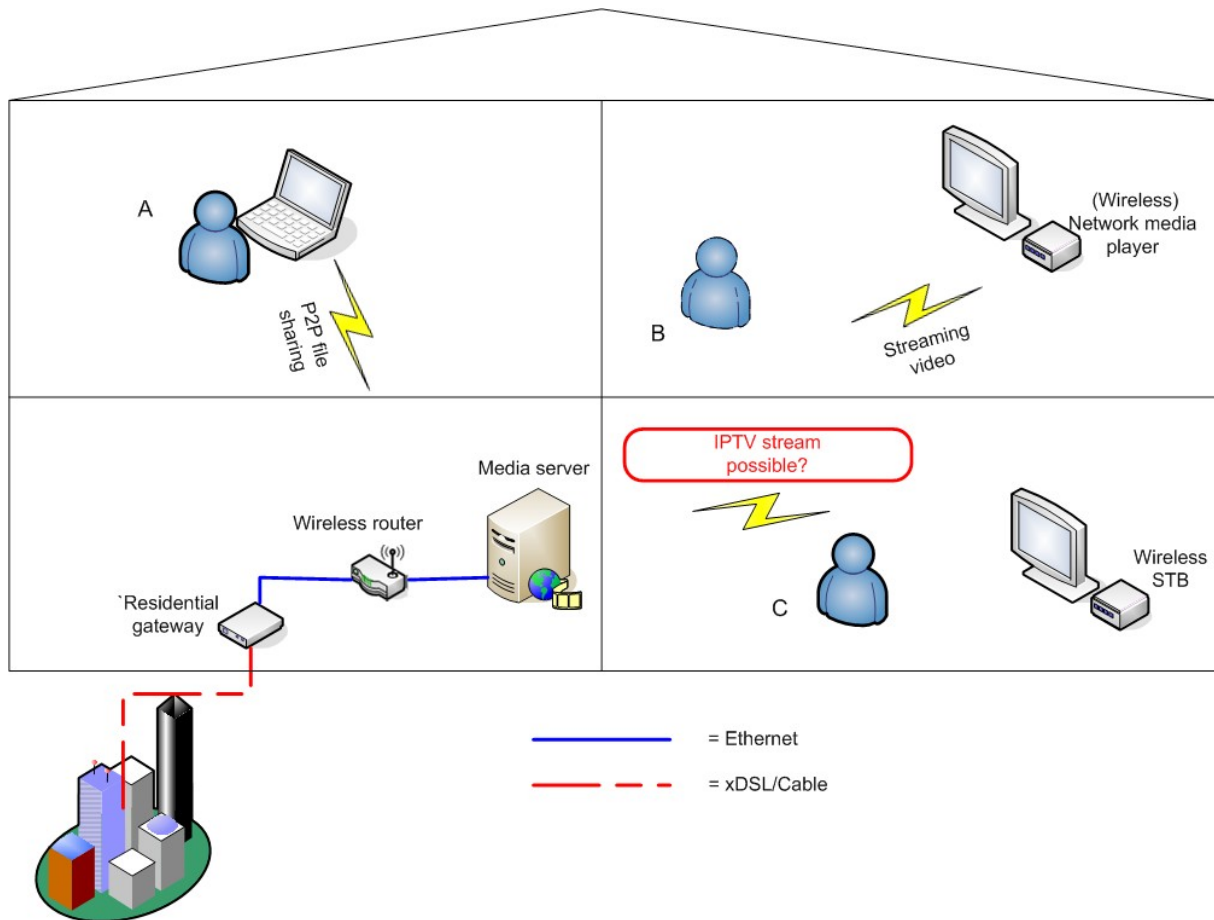 A
P2P file
sharing
B
(Wireless)
Network media
player
Streaming
video
Media server
Wireless router
`Residential
gateway
IPTV stream
possible?
C
Wireless
STB
= Ethernet
= xDSL/Cable